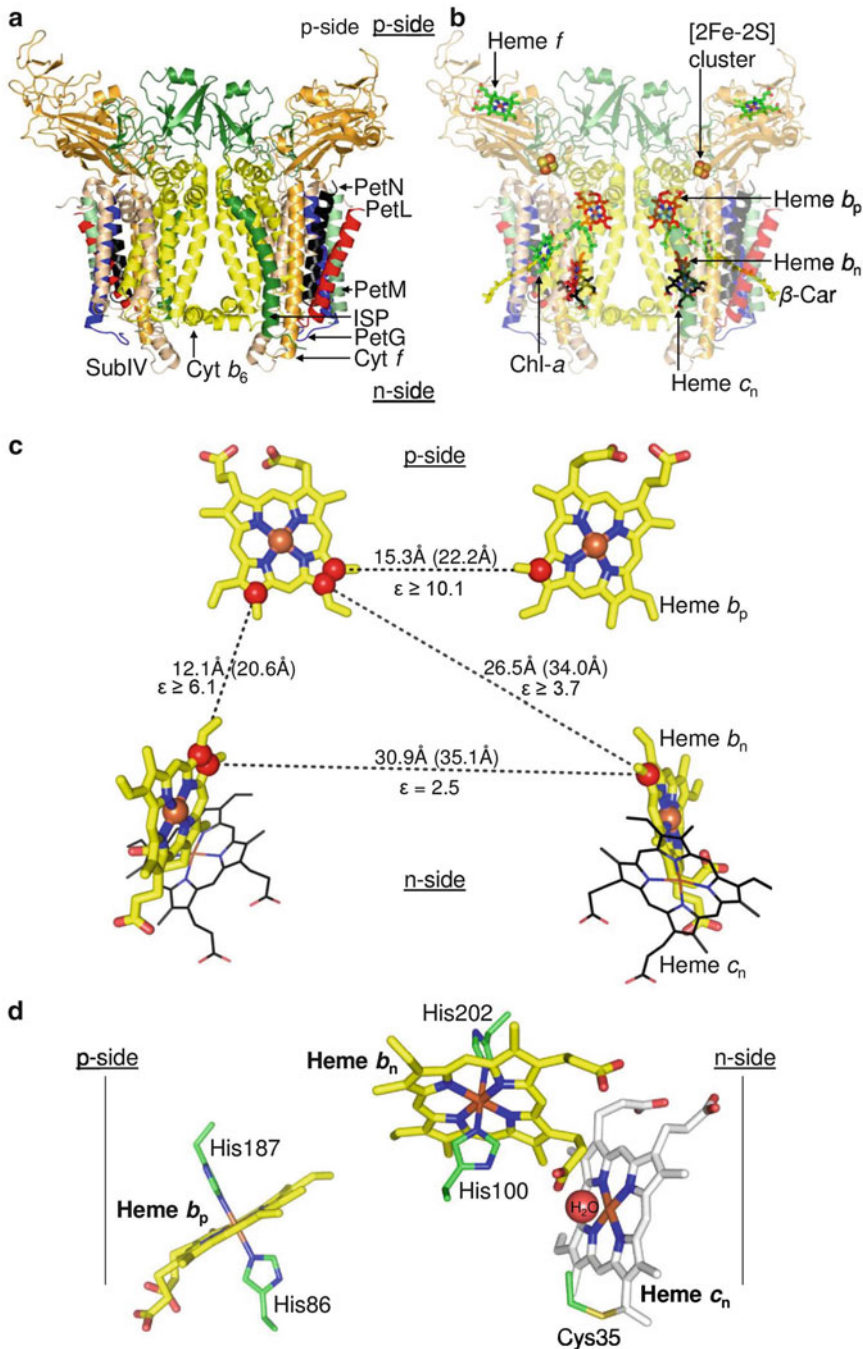 a
p-side p-side
PetN
PetL
PetM
ISP
PetG
SubIV
Cyt b6
Cyt f
n-side
b
Heme f
[2Fe-2S]
cluster
Heme bp
Heme bn
β-Car
Chl-a
Heme cn
c
p-side
15.3Å (22.2Å)
ε ≥ 10.1
Heme bp
12.1Å (20.6Å)
ε ≥ 6.1
26.5Å (34.0Å)
ε ≥ 3.7
Heme bn
30.9Å (35.1Å)
ε = 2.5
n-side
Heme cn
d
p-side
His202
Heme bn
n-side
His187
Heme bp
His100
H2O
His86
Heme cn
Cys35